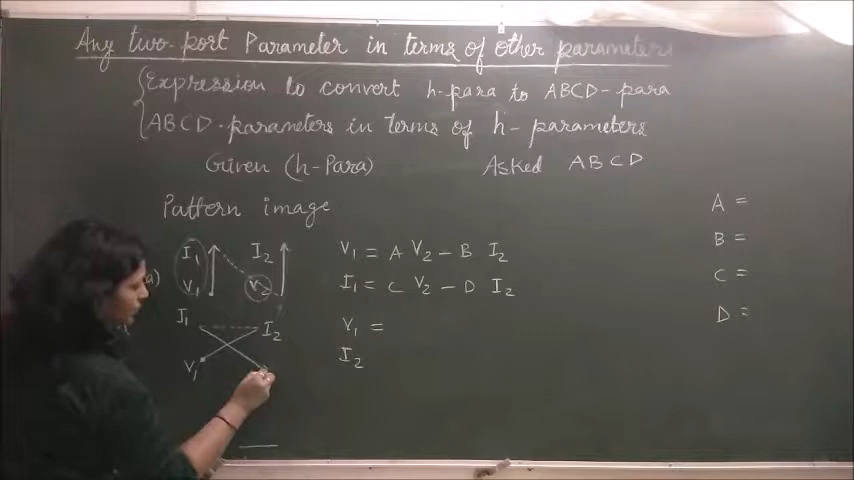 Any two-port Parameter in terms of other parameters
Expression to convert h-para to ABCD-para
ABCD-parameters in terms of h-parameters
Given (h-Para) Asked ABCD
Pattern image
a) I₁ I₂ V₁ = A V₂ - B I₂
V₁ V₂ I₁ = C V₂ - D I₂
I₁ I₂ V₁ =
V₁ I₂
A =
B =
C =
D =